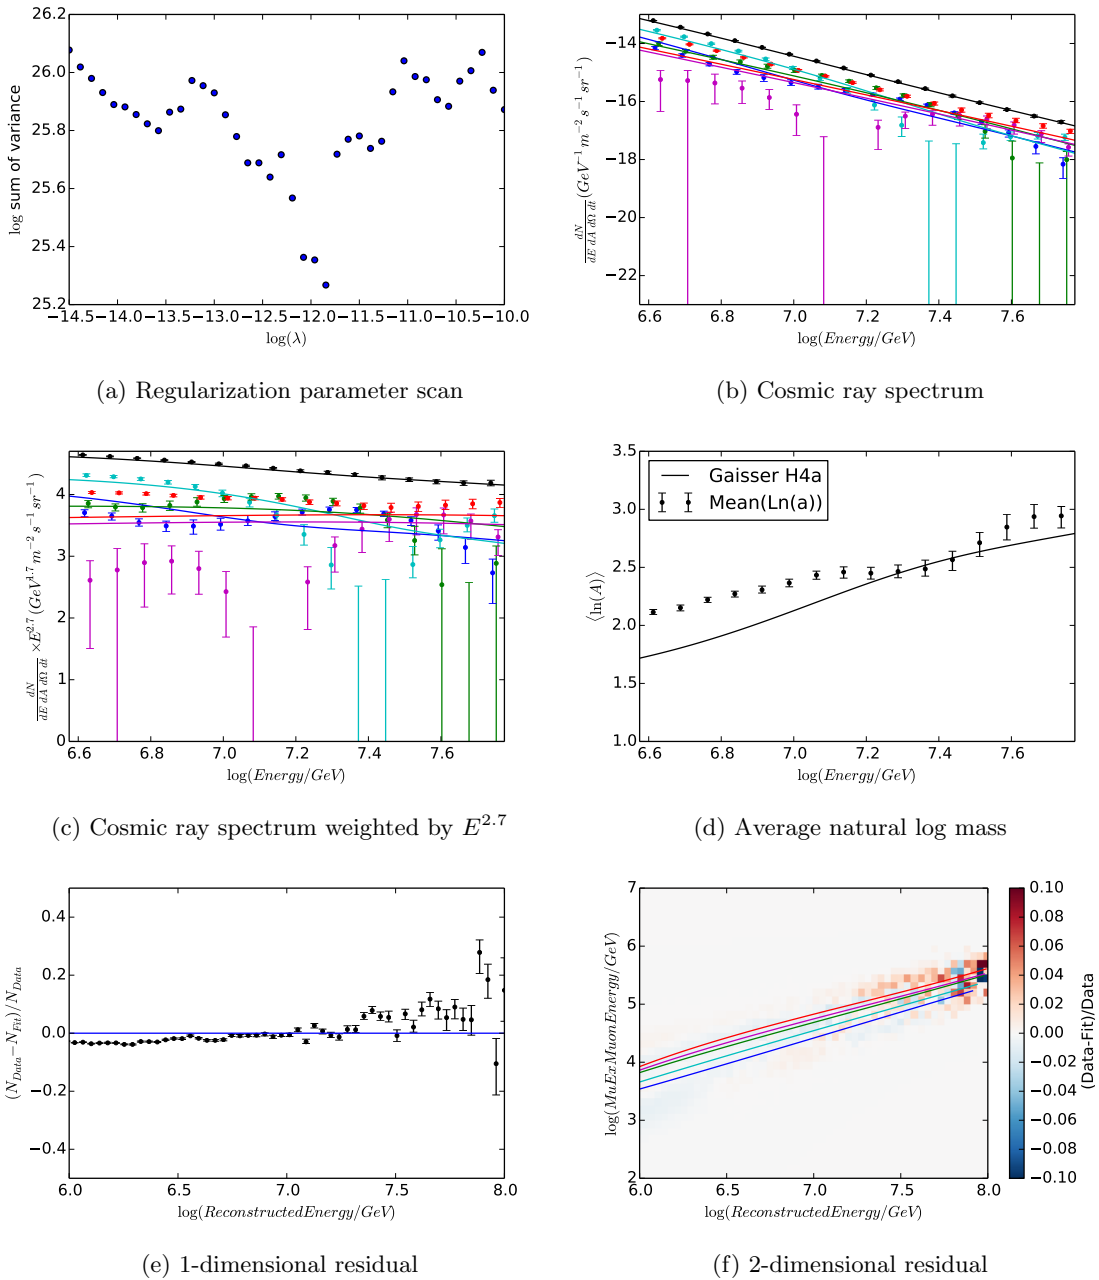 26.2
26.0
25.8
25.6
25.4
25.2
log sum of variance
−14.5 −14.0 −13.5 −13.0 −12.5 −12.0 −11.5 −11.0 −10.5 −10.0
log(λ)
(a) Regularization parameter scan
−14
−16
−18
−20
−22
dN/dE dA dΩ dt (GeV⁻¹ m⁻² s⁻¹ sr⁻¹)
6.6 6.8 7.0 7.2 7.4 7.6
log(Energy/GeV)
(b) Cosmic ray spectrum
4
3
2
1
0
dN/dE dA dΩ dt × E^2.7 (GeV^1.7 m⁻² s⁻¹ sr⁻¹)
6.6 6.8 7.0 7.2 7.4 7.6
log(Energy/GeV)
(c) Cosmic ray spectrum weighted by E^2.7
3.5
3.0
2.5
2.0
1.5
1.0
⟨ln(A)⟩
Gaisser H4a
Mean(Ln(a))
6.6 6.8 7.0 7.2 7.4 7.6
log(Energy/GeV)
(d) Average natural log mass
0.4
0.2
0.0
−0.2
−0.4
(N_Data − N_Fit)/N_Data
6.0 6.5 7.0 7.5 8.0
log(ReconstructedEnergy/GeV)
(e) 1-dimensional residual
7
6
5
4
3
2
log(MuExMuonEnergy/GeV)
6.0 6.5 7.0 7.5 8.0
log(ReconstructedEnergy/GeV)
0.10
0.08
0.06
0.04
0.02
0.00
−0.02
−0.04
−0.06
−0.08
−0.10
(Data-Fit)/Data
(f) 2-dimensional residual